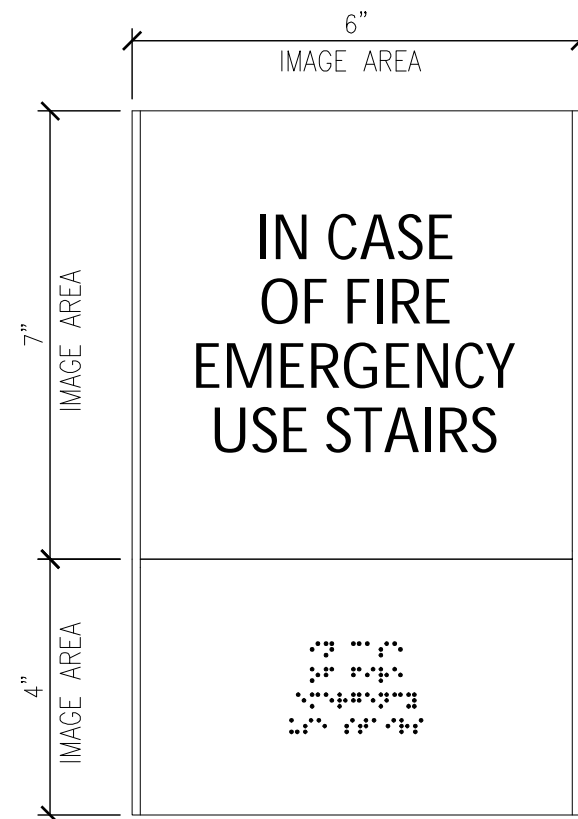 6”
IMAGE AREA
7”
IMAGE AREA
IN CASE
OF FIRE
EMERGENCY
USE STAIRS
4”
IMAGE AREA